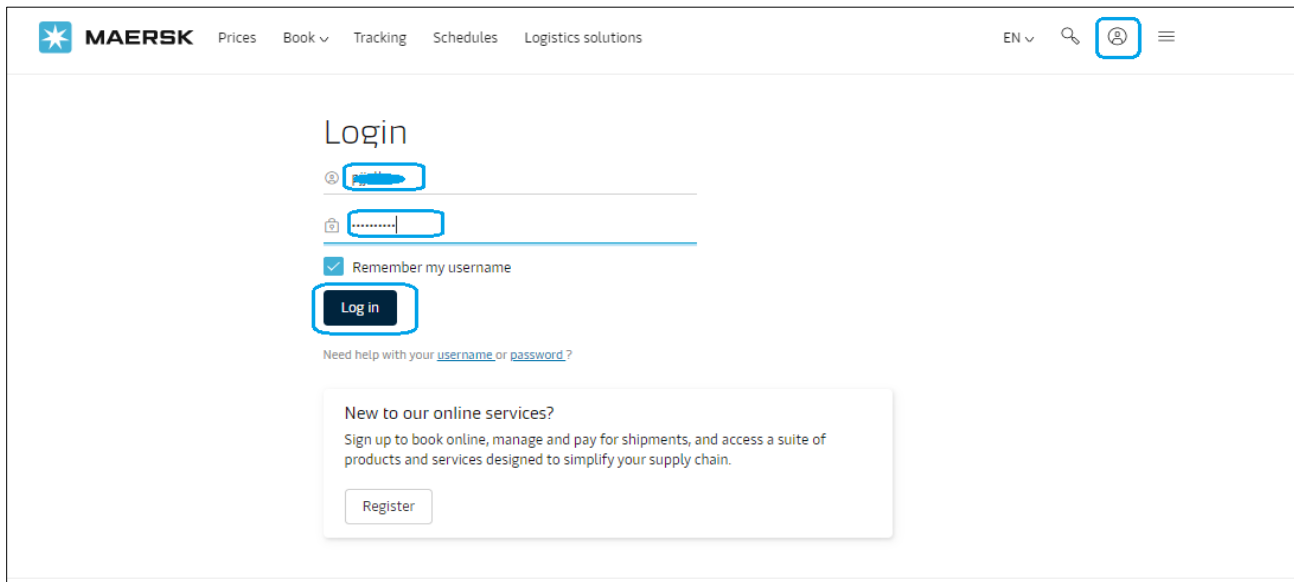 MAERSK Prices Book Tracking Schedules Logistics solutions EN
Login
Remember my username
Log in
Need help with your username or password ?
New to our online services?
Sign up to book online, manage and pay for shipments, and access a suite of
products and services designed to simplify your supply chain.
Register